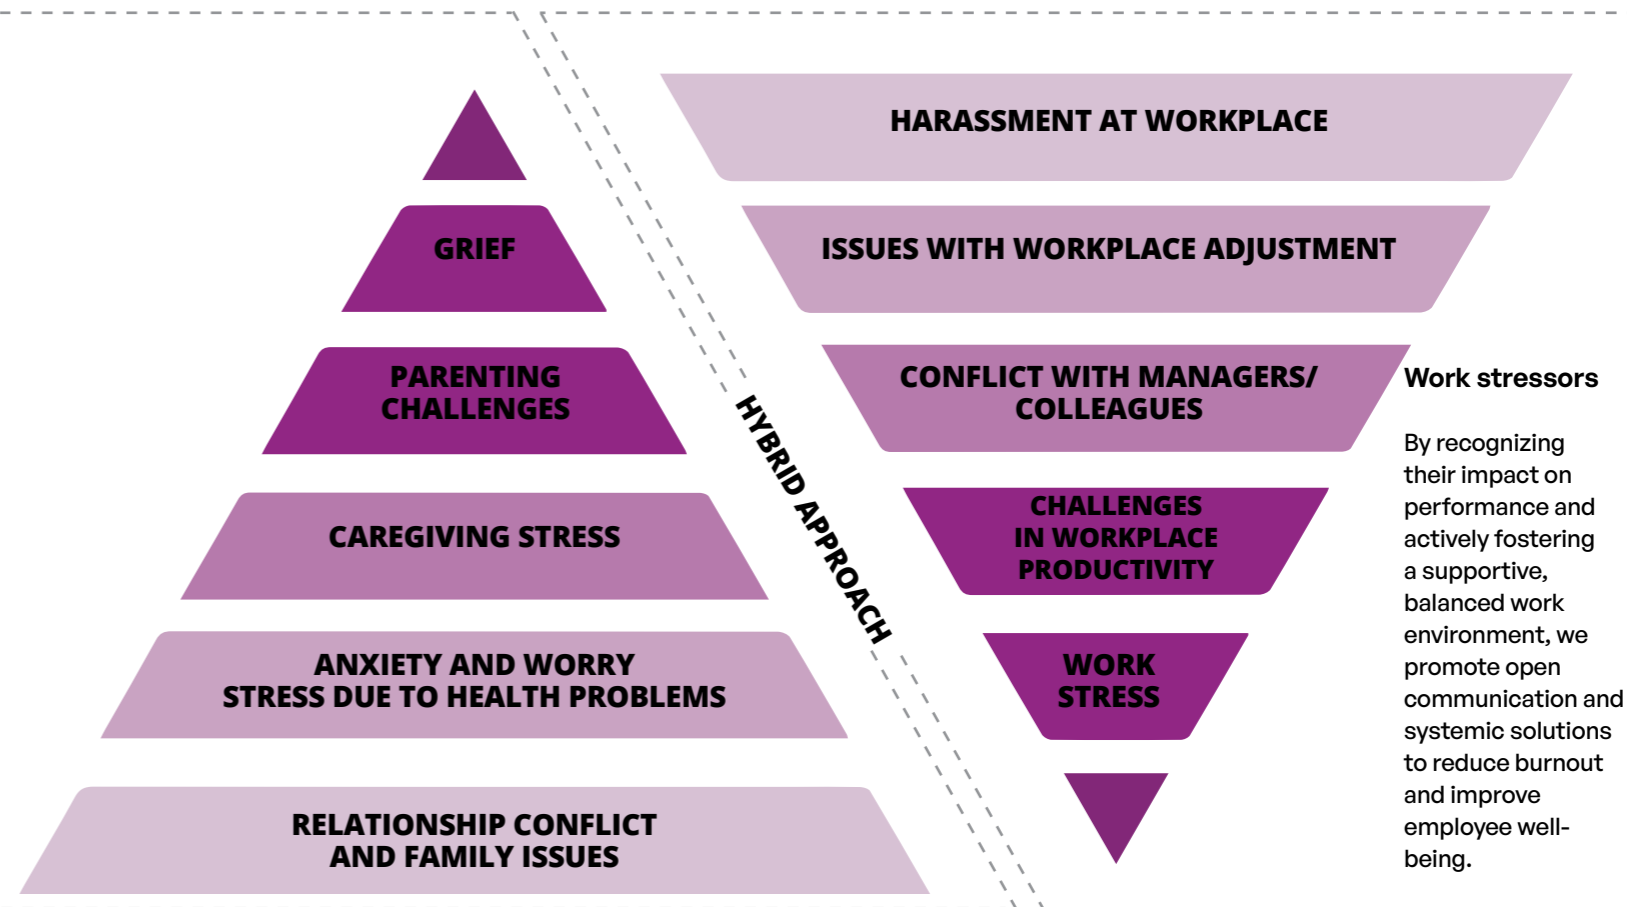 GRIEF
PARENTING
CHALLENGES
CAREGIVING STRESS
ANXIETY AND WORRY
STRESS DUE TO HEALTH PROBLEMS
RELATIONSHIP CONFLICT
AND FAMILY ISSUES
HYBRID APPROACH
HARASSMENT AT WORKPLACE
ISSUES WITH WORKPLACE ADJUSTMENT
CONFLICT WITH MANAGERS/
COLLEAGUES
CHALLENGES
IN WORKPLACE
PRODUCTIVITY
WORK
STRESS
Work stressors
By recognizing
their impact on
performance and
actively fostering
a supportive,
balanced work
environment, we
promote open
communication and
systemic solutions
to reduce burnout
and improve
employee well-
being.